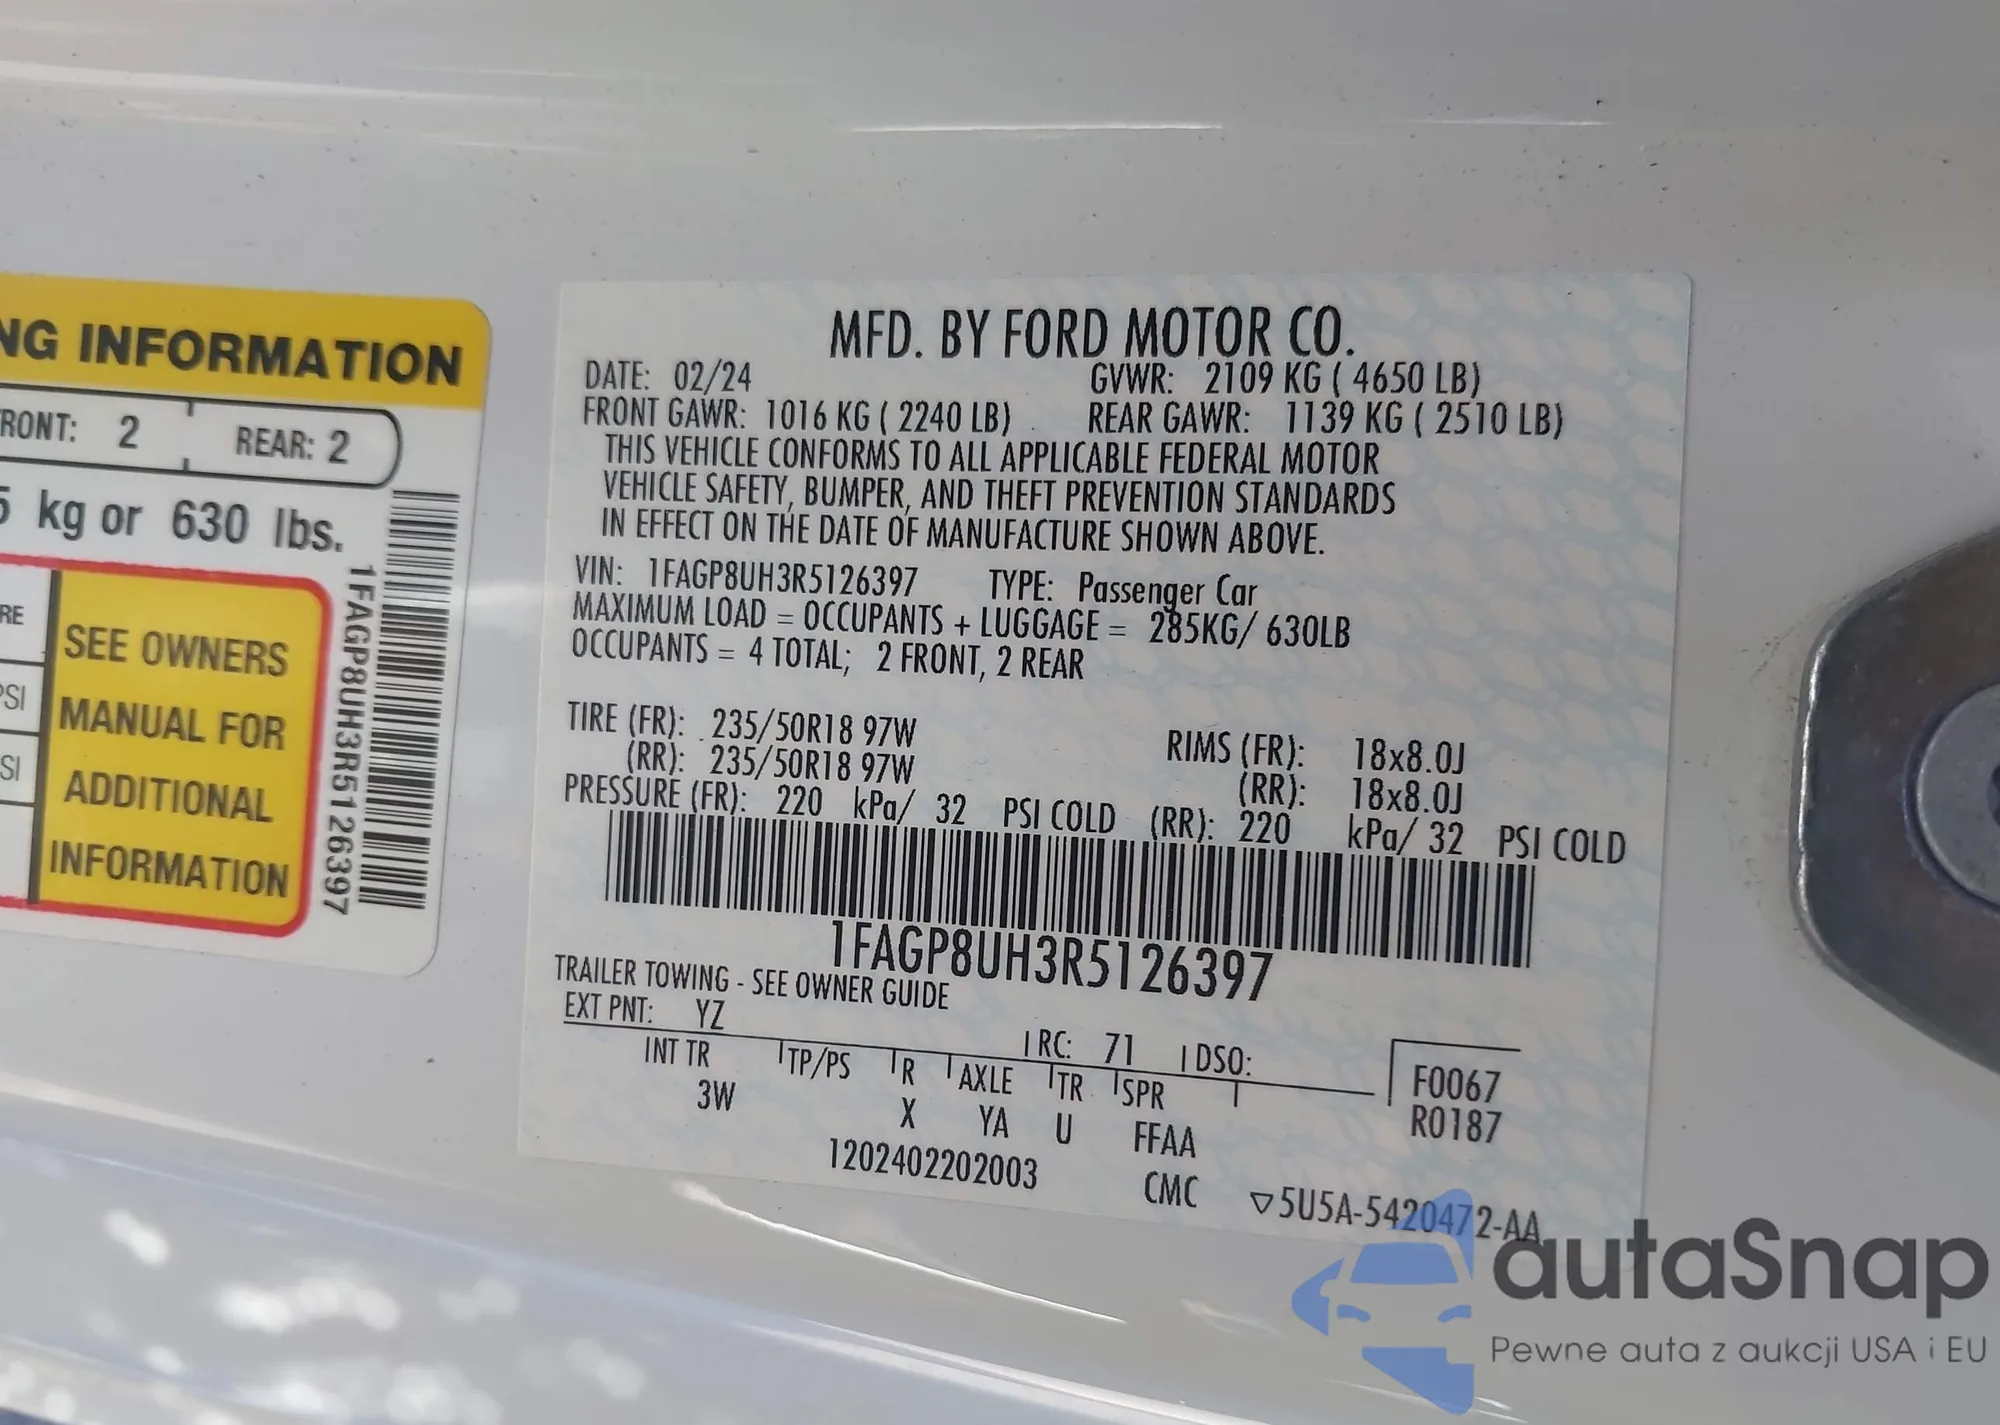 NG INFORMATION
FRONT: 2 REAR: 2
5 kg or 630 lbs.
RE
PSI
SI
SEE OWNERS
MANUAL FOR
ADDITIONAL
INFORMATION
1FAGP8UH3R5126397
MFD. BY FORD MOTOR CO.
DATE: 02/24 GVWR: 2109 KG ( 4650 LB)
FRONT GAWR: 1016 KG ( 2240 LB) REAR GAWR: 1139 KG ( 2510 LB)
THIS VEHICLE CONFORMS TO ALL APPLICABLE FEDERAL MOTOR
VEHICLE SAFETY, BUMPER, AND THEFT PREVENTION STANDARDS
IN EFFECT ON THE DATE OF MANUFACTURE SHOWN ABOVE.
VIN: 1FAGP8UH3R5126397 TYPE: Passenger Car
MAXIMUM LOAD = OCCUPANTS + LUGGAGE = 285KG/ 630LB
OCCUPANTS = 4 TOTAL; 2 FRONT, 2 REAR
TIRE (FR): 235/50R18 97W RIMS (FR): 18x8.0J
(RR): 235/50R18 97W (RR): 18x8.0J
PRESSURE (FR): 220 kPa/ 32 PSI COLD (RR): 220 kPa/ 32 PSI COLD
1FAGP8UH3R5126397
TRAILER TOWING - SEE OWNER GUIDE
EXT PNT: YZ RC: 71 DSO:
INT TR TP/PS R AXLE TR SPR F0067
3W X YA U FFAA R0187
1202402202003 CMC ▽5U5A-5420472-AA
autaSnap
Pewne auta z aukcji USA i EU